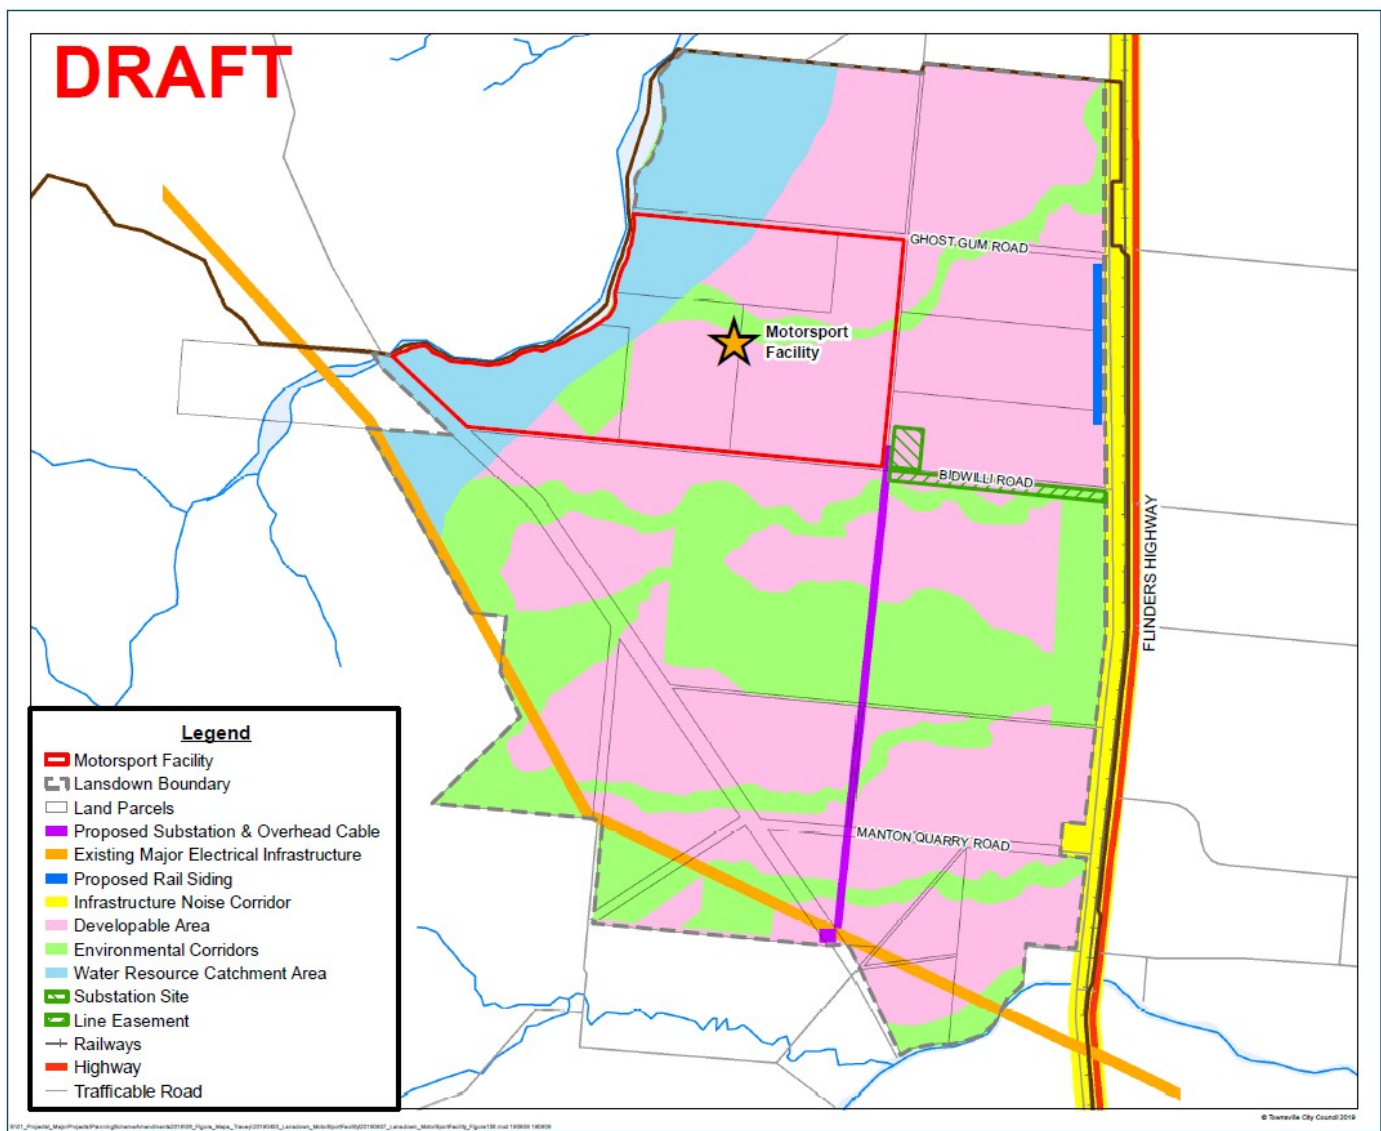 DRAFT
GHOST GUM ROAD
Motorsport
Facility
BIDWILLI ROAD
FLINDERS HIGHWAY
MANTON QUARRY ROAD
Legend
Motorsport Facility
Lansdown Boundary
Land Parcels
Proposed Substation & Overhead Cable
Existing Major Electrical Infrastructure
Proposed Rail Siding
Infrastructure Noise Corridor
Developable Area
Environmental Corridors
Water Resource Catchment Area
Substation Site
Line Easement
Railways
Highway
Trafficable Road
© Townsville City Council 2019